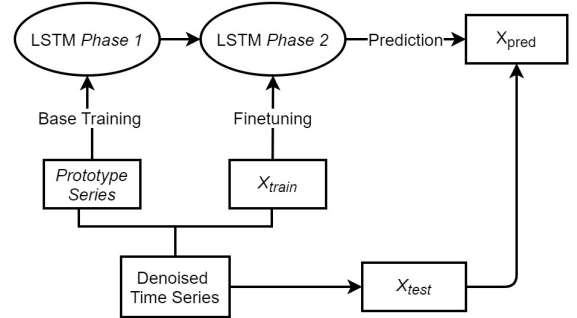 LSTM Phase 1
LSTM Phase 2
Prediction
Xpred
Base Training
Finetuning
Prototype
Series
Xtrain
Denoised
Time Series
Xtest